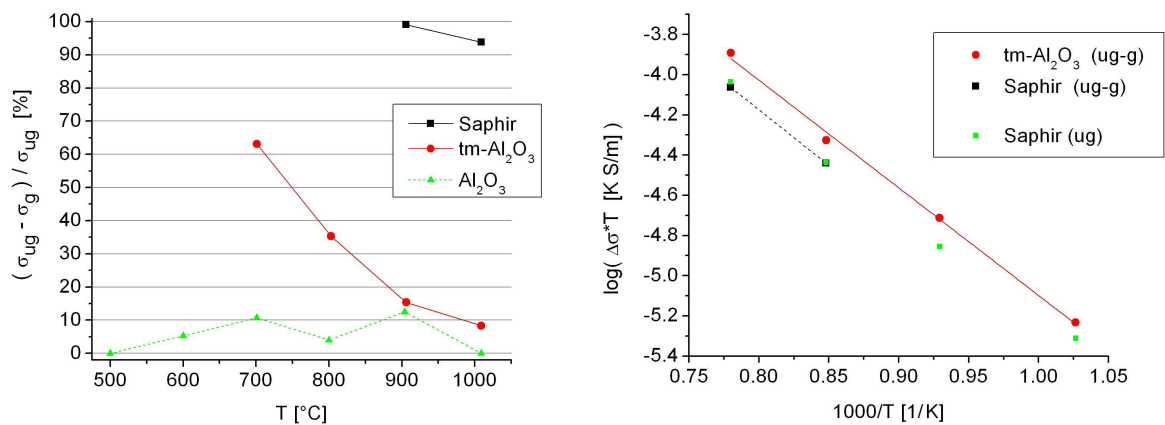 100
90
80
70
60
50
40
30
20
10
0
( σug - σg ) / σug [%]
500 600 700 800 900 1000
T [°C]
Saphir
tm-Al2O3
Al2O3
-3.8
-4.0
-4.2
-4.4
-4.6
-4.8
-5.0
-5.2
-5.4
log( Δσ*T [K S/m] )
0.75 0.80 0.85 0.90 0.95 1.00 1.05
1000/T [1/K]
tm-Al2O3 (ug-g)
Saphir (ug-g)
Saphir (ug)